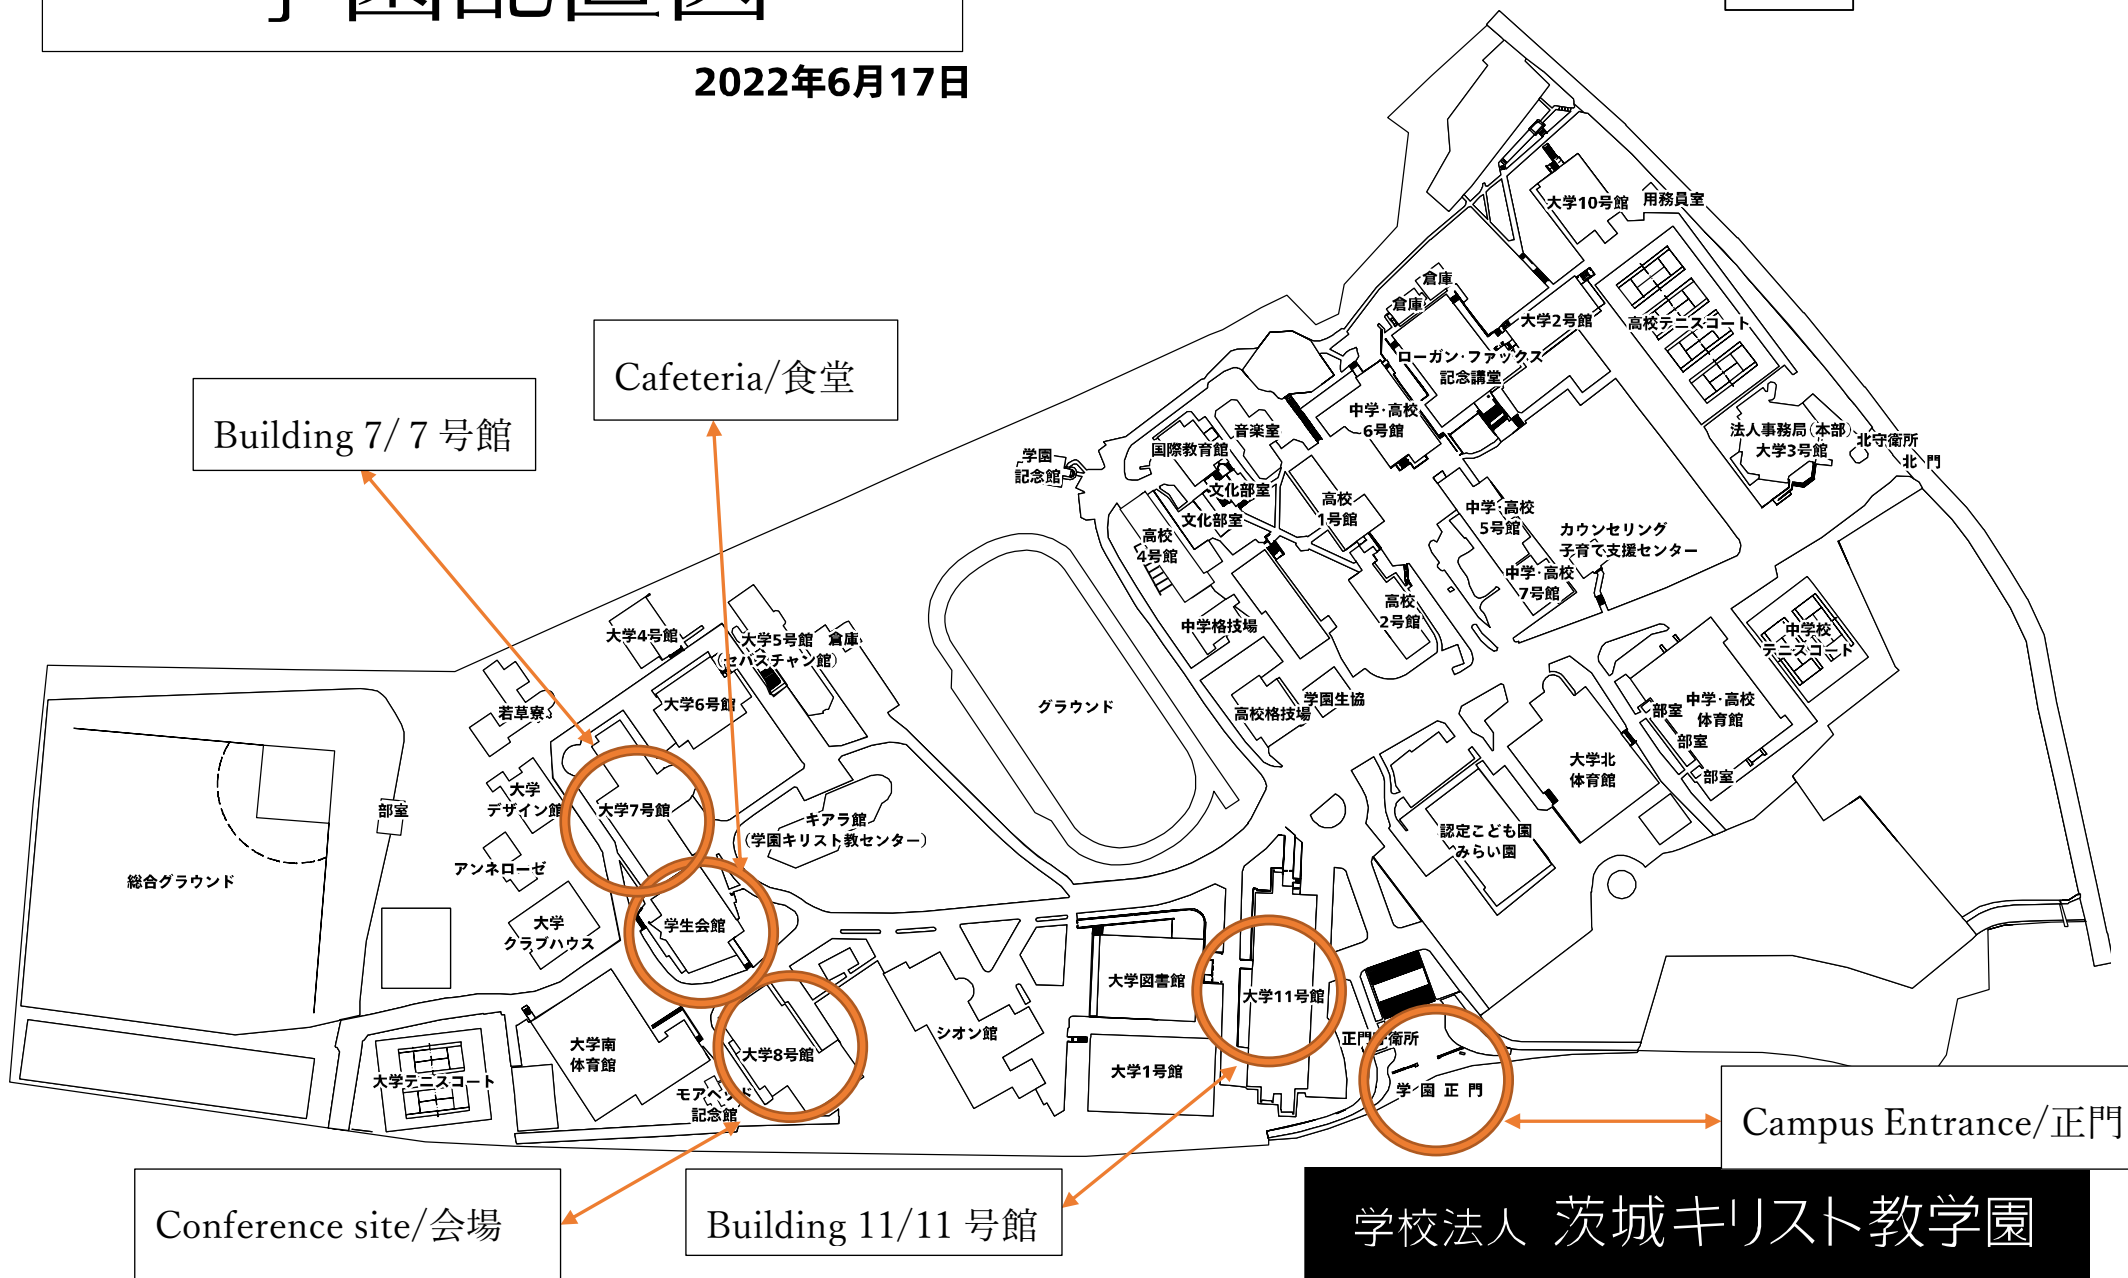 学園配置図
2022年6月17日
大学10号館
用務員室
倉庫
倉庫
大学2号館
高校テニスコート
ローガン・ファックス
記念講堂
Cafeteria/食堂
Building 7/ 7 号館
中学・高校
6号館
音楽室
国際教育館
学園
記念館
法人事務局(本部)
大学3号館
北守衛所
北 門
文化部室
文化部室
高校
1号館
中学・高校
5号館
高校
4号館
カウンセリング
子育て支援センター
中学・高校
7号館
高校
2号館
中学格技場
中学校
テニスコート
大学4号館
大学5号館
(セバスチャン館)
倉庫
大学6号館
若草寮
グラウンド
学園生協
高校格技場
部室
中学・高校
体育館
部室
部室
大学北
体育館
大学
デザイン館
大学7号館
部室
キアラ館
(学園キリスト教センター)
認定こども園
みらい園
アンネローゼ
総合グラウンド
大学
クラブハウス
学生会館
大学図書館
大学11号館
シオン館
正門守衛所
大学南
体育館
大学8号館
大学テニスコート
大学1号館
モアヘッド
記念館
学 園 正 門
Campus Entrance/正門
Conference site/会場
Building 11/11 号館
学校法人 茨城キリスト教学園